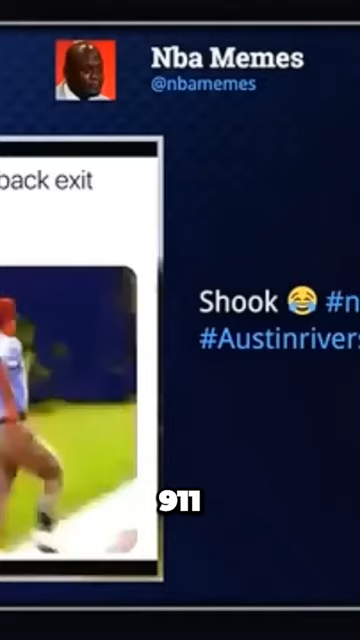 Nba Memes
@nbamemes
back exit
Shook 😂 #n
#Austinrivers
911